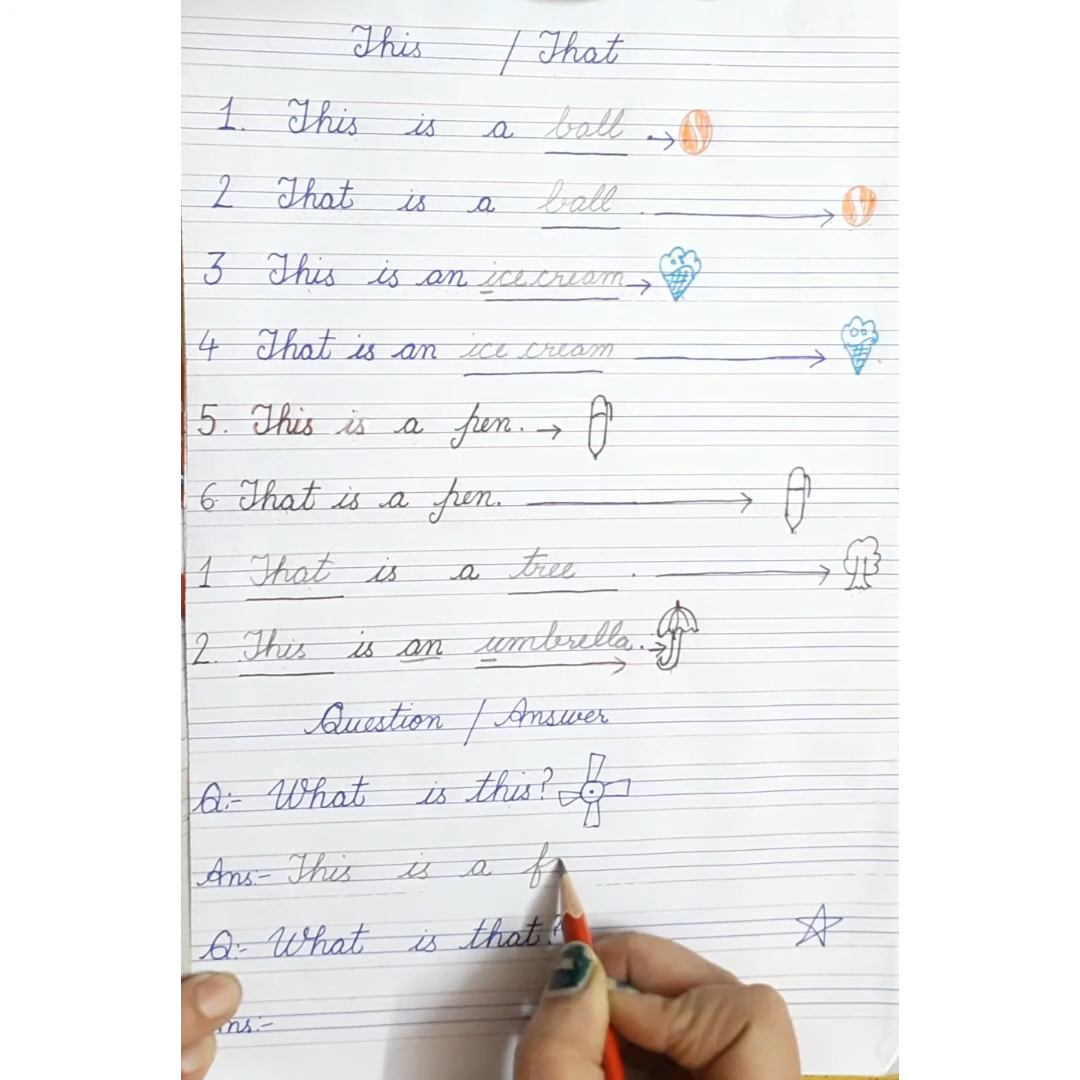 This / That
1. This is a ball
2 That is a ball .
3 This is an ice cream
4 That is an ice cream
5. This is a pen.
6 That is a pen.
1 That is a tree .
2. This is an umbrella.
Question / Answer
Q:- What is this?
Ans:- This is a f
Q:- What is that?